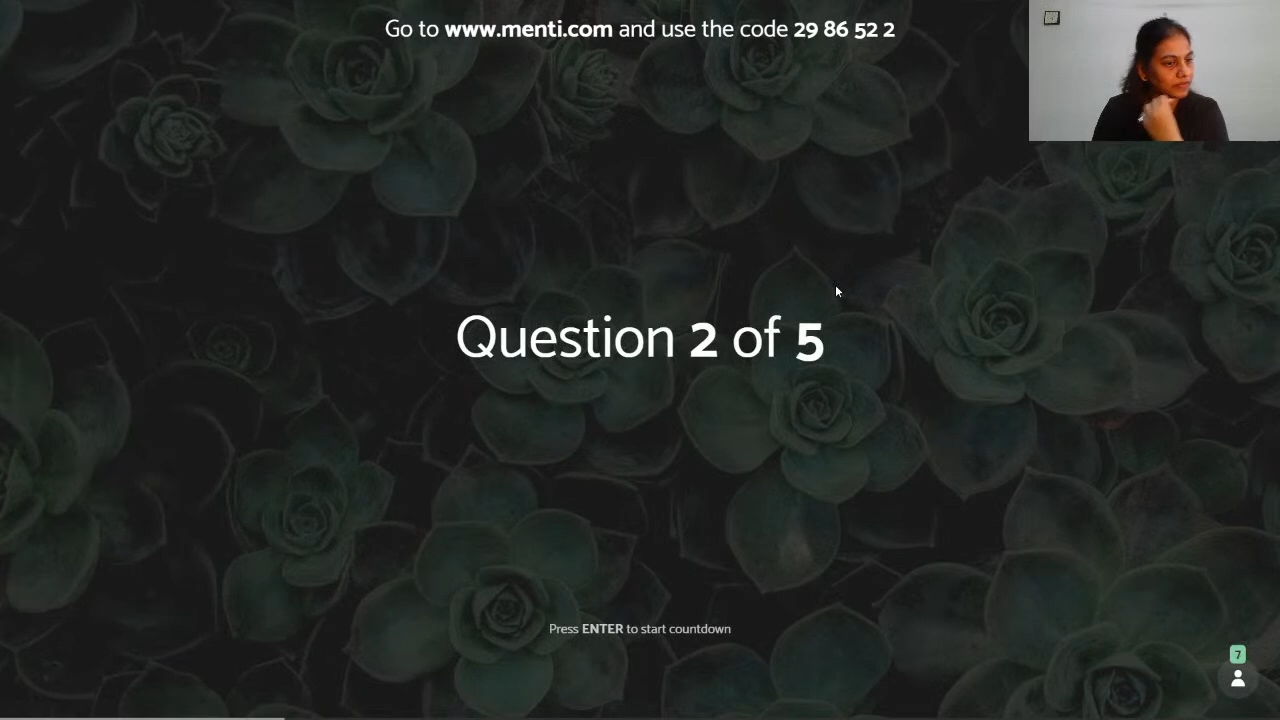 Go to www.menti.com and use the code 29 86 52 2
Question 2 of 5
Press ENTER to start countdown
7